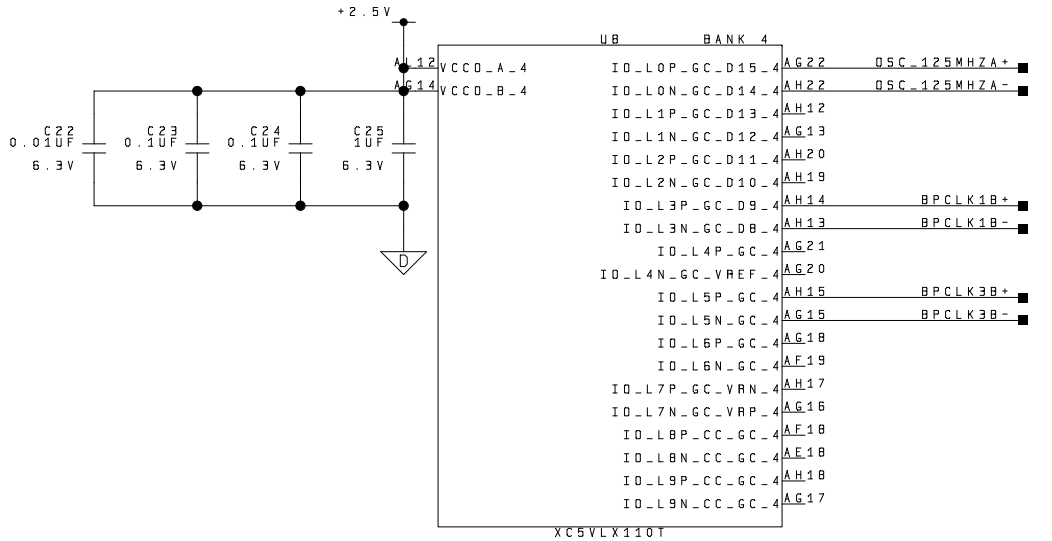 +2.5V
U8 BANK 4
AL12 VCCO_A_4 IO_L0P_GC_D15_4 AG22 OSC_125MHZA+
AG14 VCCO_B_4 IO_L0N_GC_D14_4 AH22 OSC_125MHZA-
IO_L1P_GC_D13_4 AH12
C22 C23 C24 C25 IO_L1N_GC_D12_4 AG13
0.01UF 0.1UF 0.1UF 1UF
IO_L2P_GC_D11_4 AH20
6.3V 6.3V 6.3V 6.3V
IO_L2N_GC_D10_4 AH19
IO_L3P_GC_D9_4 AH14 BPCLK1B+
IO_L3N_GC_D8_4 AH13 BPCLK1B-
IO_L4P_GC_4 AG21
D
IO_L4N_GC_VREF_4 AG20
IO_L5P_GC_4 AH15 BPCLK3B+
IO_L5N_GC_4 AG15 BPCLK3B-
IO_L6P_GC_4 AG18
IO_L6N_GC_4 AF19
IO_L7P_GC_VRN_4 AH17
IO_L7N_GC_VRP_4 AG16
IO_L8P_CC_GC_4 AF18
IO_L8N_CC_GC_4 AE18
IO_L9P_CC_GC_4 AH18
IO_L9N_CC_GC_4 AG17
XC5VLX110T